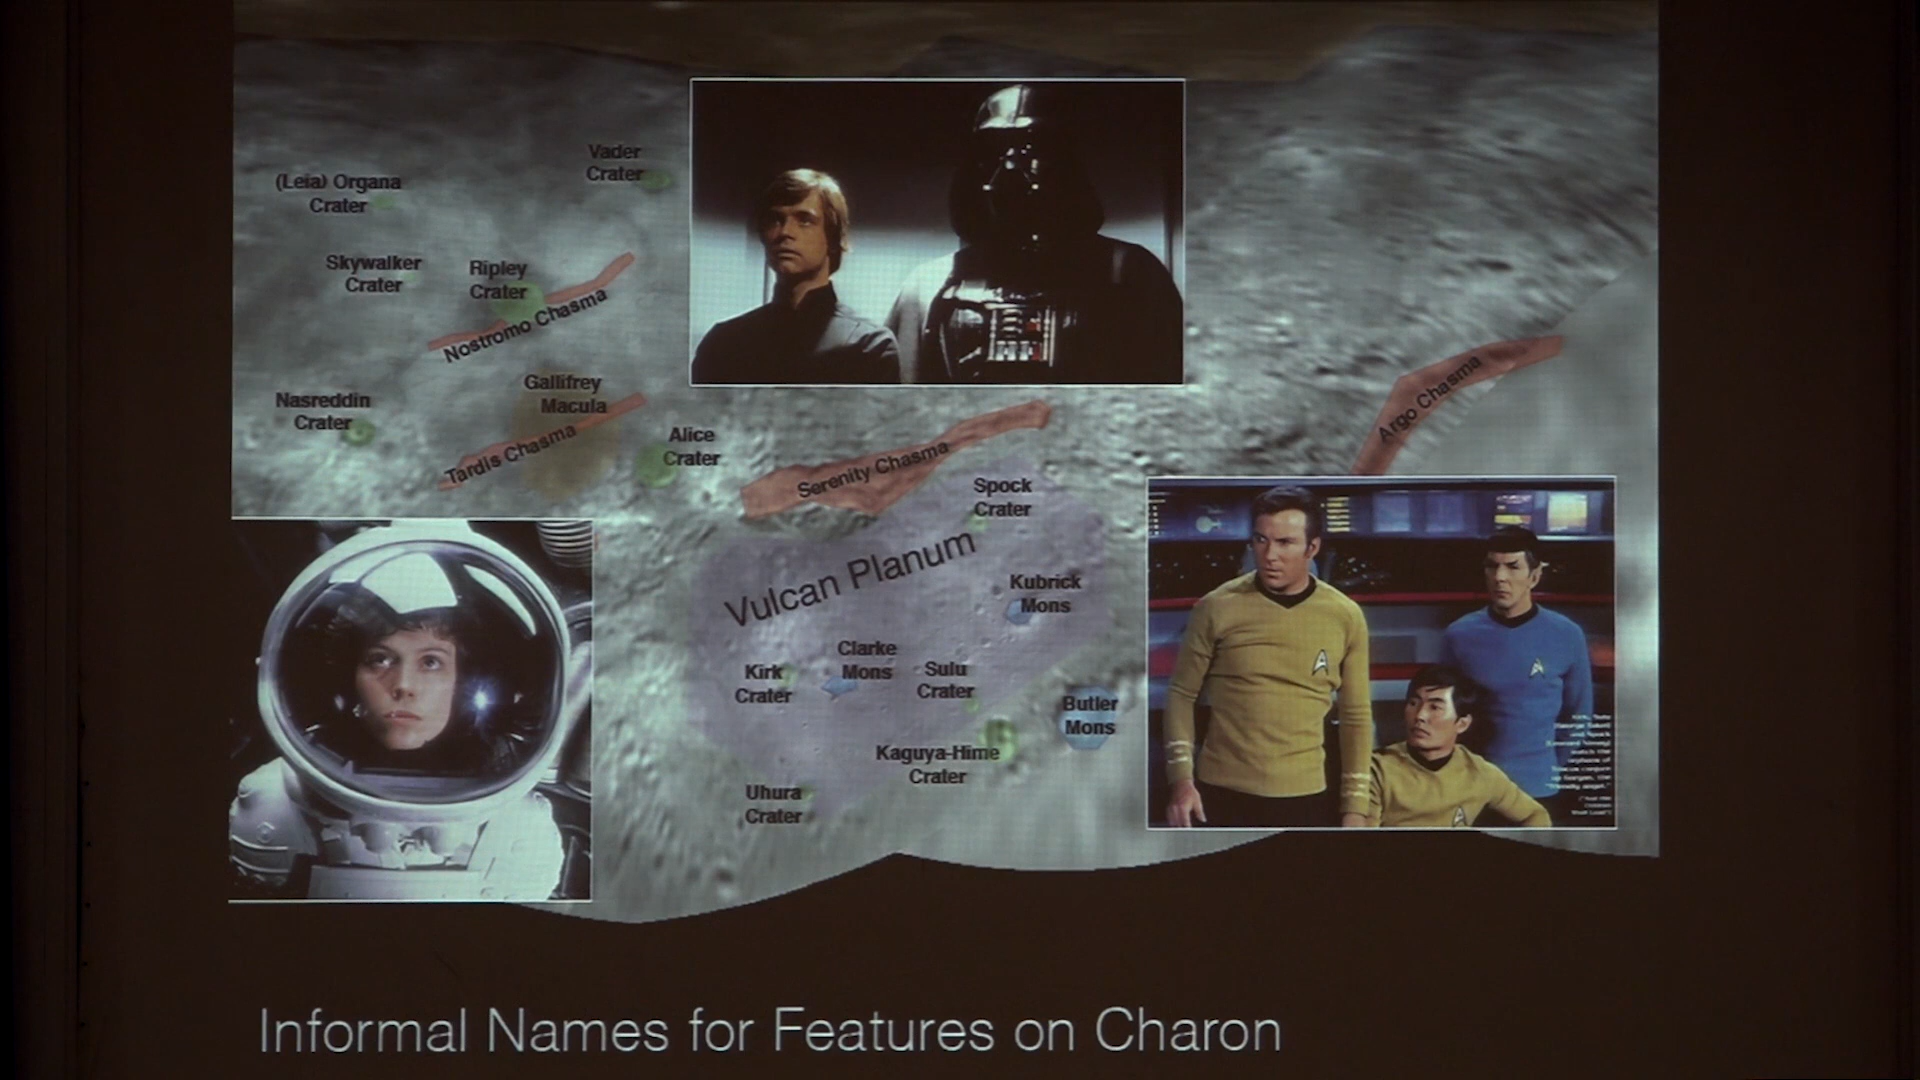 Vader
Crater
(Leia) Organa
Crater
Skywalker
Crater
Ripley
Crater
Nostromo Chasma
Gallifrey
Macula
Nasreddin
Crater
Tardis Chasma
Alice
Crater
Serenity Chasma
Argo Chasma
Spock
Crater
Vulcan Planum
Kubrick
Mons
Clarke
Mons
Kirk
Crater
Sulu
Crater
Butler
Mons
Kaguya-Hime
Crater
Uhura
Crater
Informal Names for Features on Charon